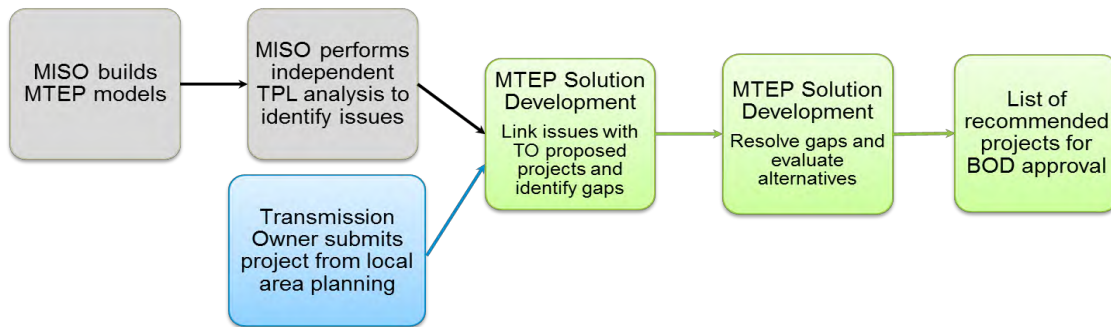 MISO builds
MTEP models
MISO performs
independent
TPL analysis to
identify issues
Transmission
Owner submits
project from local
area planning
MTEP Solution
Development
Link issues with
TO proposed
projects and
identify gaps
MTEP Solution
Development
Resolve gaps and
evaluate
alternatives
List of
recommended
projects for
BOD approval